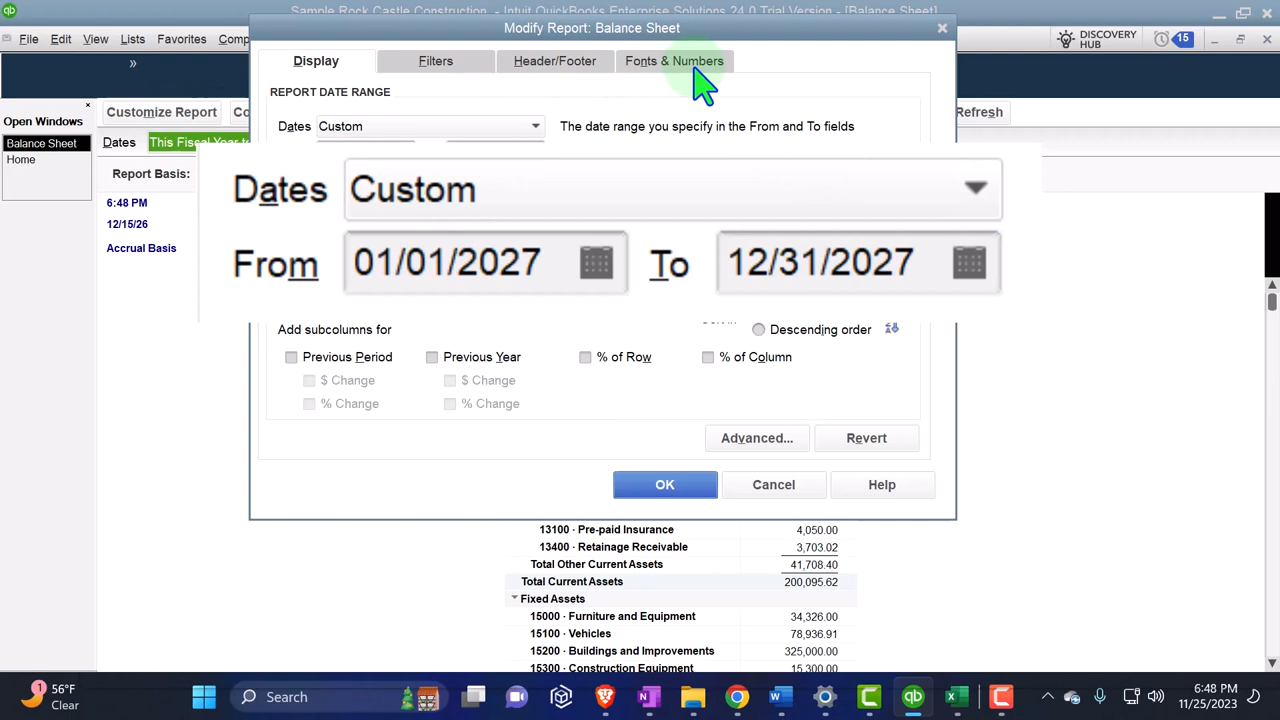 Sample Rock Castle Construction - Intuit QuickBooks Enterprise Solutions 24.0 Trial Version - [Balance Sheet]
Modify Report: Balance Sheet
File Edit View Lists Favorites Comp
DISCOVERY HUB 15
»
Display Filters Header/Footer Fonts & Numbers
REPORT DATE RANGE
Customize Report Co Refresh
Open Windows
Dates Custom The date range you specify in the From and To fields
Balance Sheet
Dates This Fiscal Year to
Home
Report Basis:
Dates Custom
6:48 PM
12/15/26
Accrual Basis
From 01/01/2027 To 12/31/2027
Add subcolumns for Descending order
Previous Period Previous Year % of Row % of Column
$ Change $ Change
% Change % Change
Advanced... Revert
OK Cancel Help
13100 · Pre-paid Insurance 4,050.00
13400 · Retainage Receivable 3,703.02
Total Other Current Assets 41,708.40
Total Current Assets 200,095.62
Fixed Assets
15000 · Furniture and Equipment 34,326.00
15100 · Vehicles 78,936.91
15200 · Buildings and Improvements 325,000.00
15300 · Construction Equipment 15,300.00
56°F
Clear
Search
6:48 PM
11/25/2023